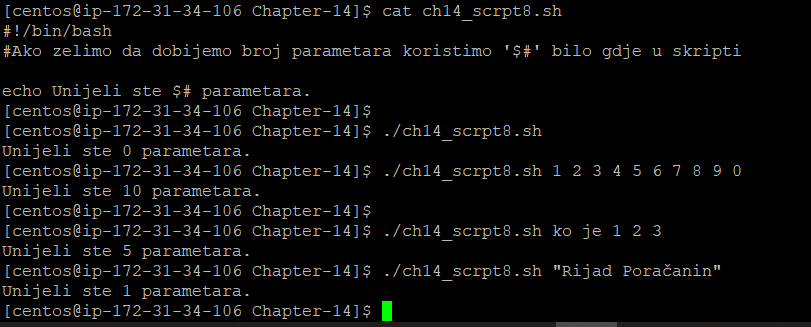 [centos@ip-172-31-34-106 Chapter-14]$ cat ch14_scrpt8.sh
#!/bin/bash
#Ako zelimo da dobijemo broj parametara koristimo '$#' bilo gdje u skripti
echo Unijeli ste $# parametara.
[centos@ip-172-31-34-106 Chapter-14]$
[centos@ip-172-31-34-106 Chapter-14]$ ./ch14_scrpt8.sh
Unijeli ste 0 parametara.
[centos@ip-172-31-34-106 Chapter-14]$ ./ch14_scrpt8.sh 1 2 3 4 5 6 7 8 9 0
Unijeli ste 10 parametara.
[centos@ip-172-31-34-106 Chapter-14]$
[centos@ip-172-31-34-106 Chapter-14]$ ./ch14_scrpt8.sh ko je 1 2 3
Unijeli ste 5 parametara.
[centos@ip-172-31-34-106 Chapter-14]$ ./ch14_scrpt8.sh "Rijad Poračanin"
Unijeli ste 1 parametara.
[centos@ip-172-31-34-106 Chapter-14]$